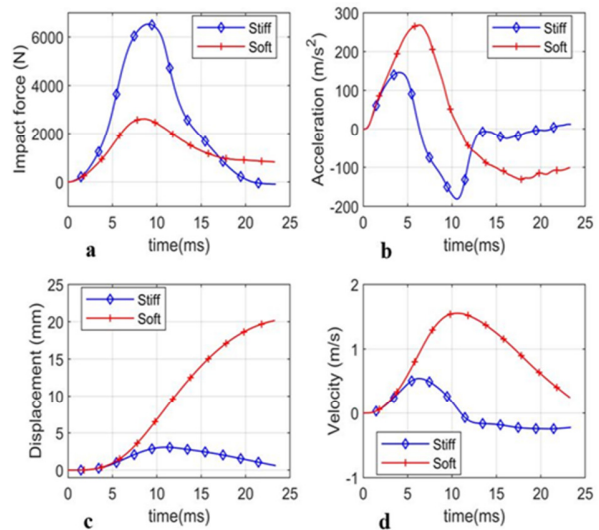 Impact force (N)
6000
4000
2000
0
Stiff
Soft
0 5 10 15 20 25
a
time(ms)
Acceleration (m/s²)
300
200
100
0
-100
-200
Stiff
Soft
0 5 10 15 20 25
b
time(ms)
Displacement (mm)
25
20
15
10
5
0
Stiff
Soft
0 5 10 15 20 25
c
time(ms)
Velocity (m/s)
2
1
0
-1
Stiff
Soft
0 5 10 15 20 25
d
time(ms)